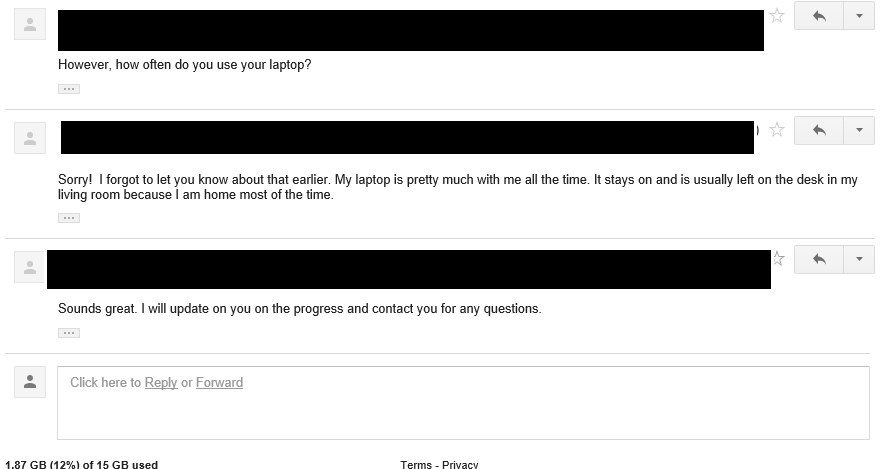 However, how often do you use your laptop?
)
Sorry!  I forgot to let you know about that earlier. My laptop is pretty much with me all the time. It stays on and is usually left on the desk in my
living room because I am home most of the time.
Sounds great. I will update on you on the progress and contact you for any questions.
Click here to Reply or Forward
1.87 GB (12%) of 15 GB used
Terms - Privacy